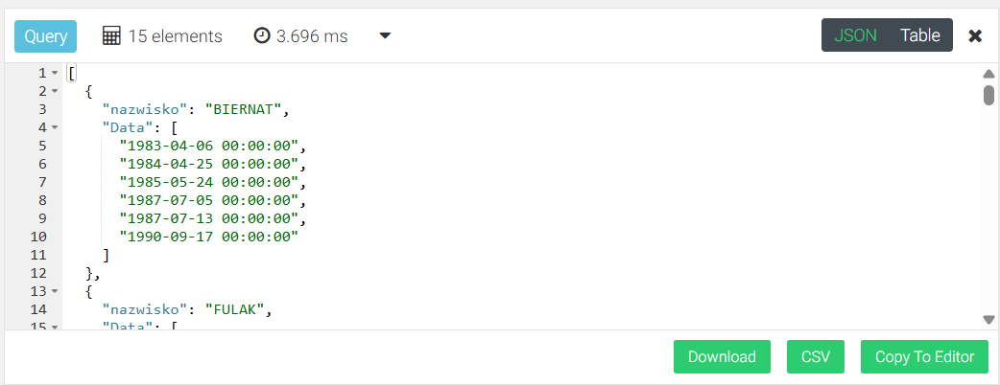 Query 15 elements 3.696 ms JSON Table
1 [
2 {
3 "nazwisko": "BIERNAT",
4 "Data": [
5 "1983-04-06 00:00:00",
6 "1984-04-25 00:00:00",
7 "1985-05-24 00:00:00",
8 "1987-07-05 00:00:00",
9 "1987-07-13 00:00:00",
10 "1990-09-17 00:00:00"
11 ]
12 },
13 {
14 "nazwisko": "FULAK",
15 "Data": [
Download CSV Copy To Editor